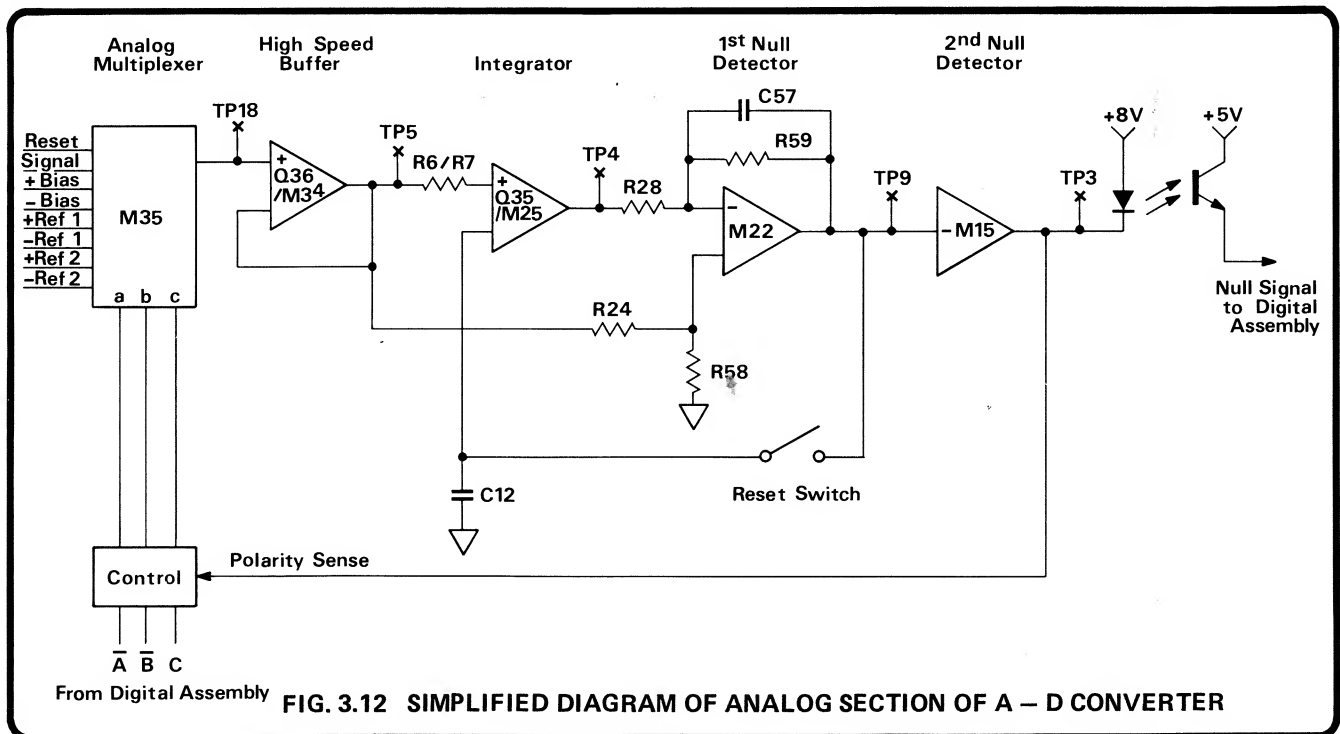 Analog
Multiplexer
High Speed
Buffer
Integrator
1st Null
Detector
2nd Null
Detector
TP18
TP5
TP4
C57
R59
TP9
TP3
+8V
+5V
Reset
Signal
+ Bias
- Bias
+Ref 1
-Ref 1
+Ref 2
-Ref 2
M35
a b c
+
Q36
/M34
R6/R7
+
Q35
/M25
R28
-
M22
-M15
Null Signal
to Digital
Assembly
R24
R58
C12
Reset Switch
Control
Polarity Sense
A̅ B̅ C
From Digital Assembly
FIG. 3.12 SIMPLIFIED DIAGRAM OF ANALOG SECTION OF A – D CONVERTER